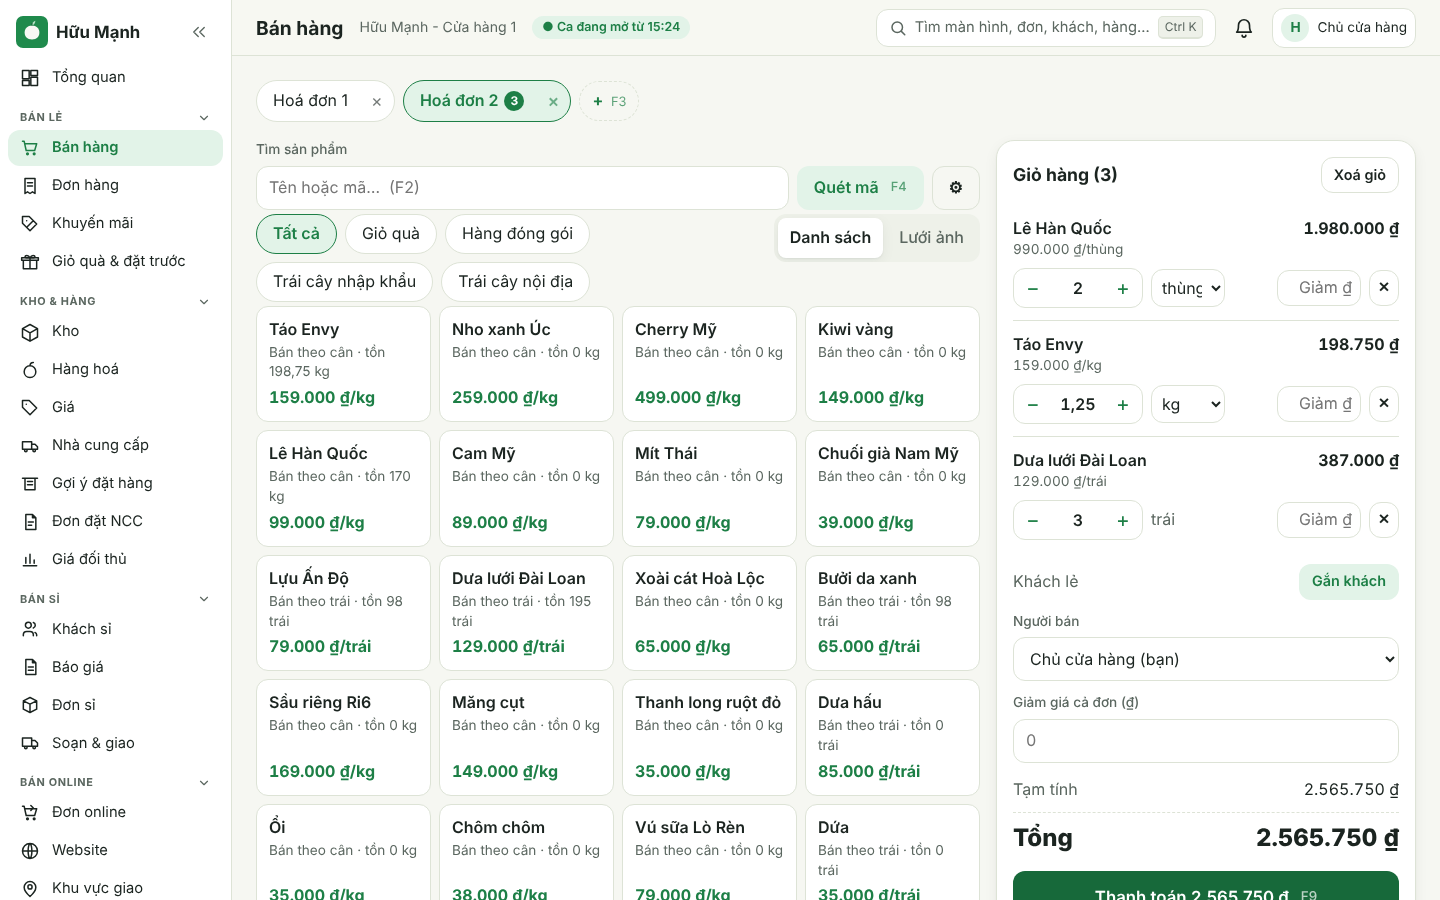 Hữu Mạnh
Tổng quan
BÁN LẺ
Bán hàng
Đơn hàng
Khuyến mãi
Giỏ quà & đặt trước
KHO & HÀNG
Kho
Hàng hoá
Giá
Nhà cung cấp
Gợi ý đặt hàng
Đơn đặt NCC
Giá đối thủ
BÁN SỈ
Khách sỉ
Báo giá
Đơn sỉ
Soạn & giao
BÁN ONLINE
Đơn online
Website
Khu vực giao
Bán hàng Hữu Mạnh - Cửa hàng 1 Ca đang mở từ 15:24
Tìm màn hình, đơn, khách, hàng... Ctrl K
H Chủ cửa hàng
Hoá đơn 1 × Hoá đơn 2 3 × + F3
Tìm sản phẩm
Tên hoặc mã... (F2) Quét mã F4
Tất cả Giỏ quà Hàng đóng gói Danh sách Lưới ảnh
Trái cây nhập khẩu Trái cây nội địa
Táo Envy
Bán theo cân · tồn
198,75 kg
159.000 ₫/kg
Nho xanh Úc
Bán theo cân · tồn 0 kg
259.000 ₫/kg
Cherry Mỹ
Bán theo cân · tồn 0 kg
499.000 ₫/kg
Kiwi vàng
Bán theo cân · tồn 0 kg
149.000 ₫/kg
Lê Hàn Quốc
Bán theo cân · tồn 170
kg
99.000 ₫/kg
Cam Mỹ
Bán theo cân · tồn 0 kg
89.000 ₫/kg
Mít Thái
Bán theo cân · tồn 0 kg
79.000 ₫/kg
Chuối già Nam Mỹ
Bán theo cân · tồn 0 kg
39.000 ₫/kg
Lựu Ấn Độ
Bán theo trái · tồn 98
trái
79.000 ₫/trái
Dưa lưới Đài Loan
Bán theo trái · tồn 195
trái
129.000 ₫/trái
Xoài cát Hoà Lộc
Bán theo cân · tồn 0 kg
65.000 ₫/kg
Bưởi da xanh
Bán theo trái · tồn 98
trái
65.000 ₫/trái
Sầu riêng Ri6
Bán theo cân · tồn 0 kg
169.000 ₫/kg
Măng cụt
Bán theo cân · tồn 0 kg
149.000 ₫/kg
Thanh long ruột đỏ
Bán theo cân · tồn 0 kg
35.000 ₫/kg
Dưa hấu
Bán theo trái · tồn 0
trái
85.000 ₫/trái
Ổi
Bán theo cân · tồn 0 kg
35.000 ₫/kg
Chôm chôm
Bán theo cân · tồn 0 kg
38.000 ₫/kg
Vú sữa Lò Rèn
Bán theo cân · tồn 0 kg
79.000 ₫/kg
Dứa
Bán theo trái · tồn 0
trái
35.000 ₫/trái
Giỏ hàng (3) Xoá giỏ
Lê Hàn Quốc 1.980.000 ₫
990.000 ₫/thùng
− 2 + thùng Giảm ₫ ×
Táo Envy 198.750 ₫
159.000 ₫/kg
− 1,25 + kg Giảm ₫ ×
Dưa lưới Đài Loan 387.000 ₫
129.000 ₫/trái
− 3 + trái Giảm ₫ ×
Khách lẻ Gắn khách
Người bán
Chủ cửa hàng (bạn)
Giảm giá cả đơn (₫)
0
Tạm tính 2.565.750 ₫
Tổng 2.565.750 ₫
Thanh toán 2.565.750 ₫ F9